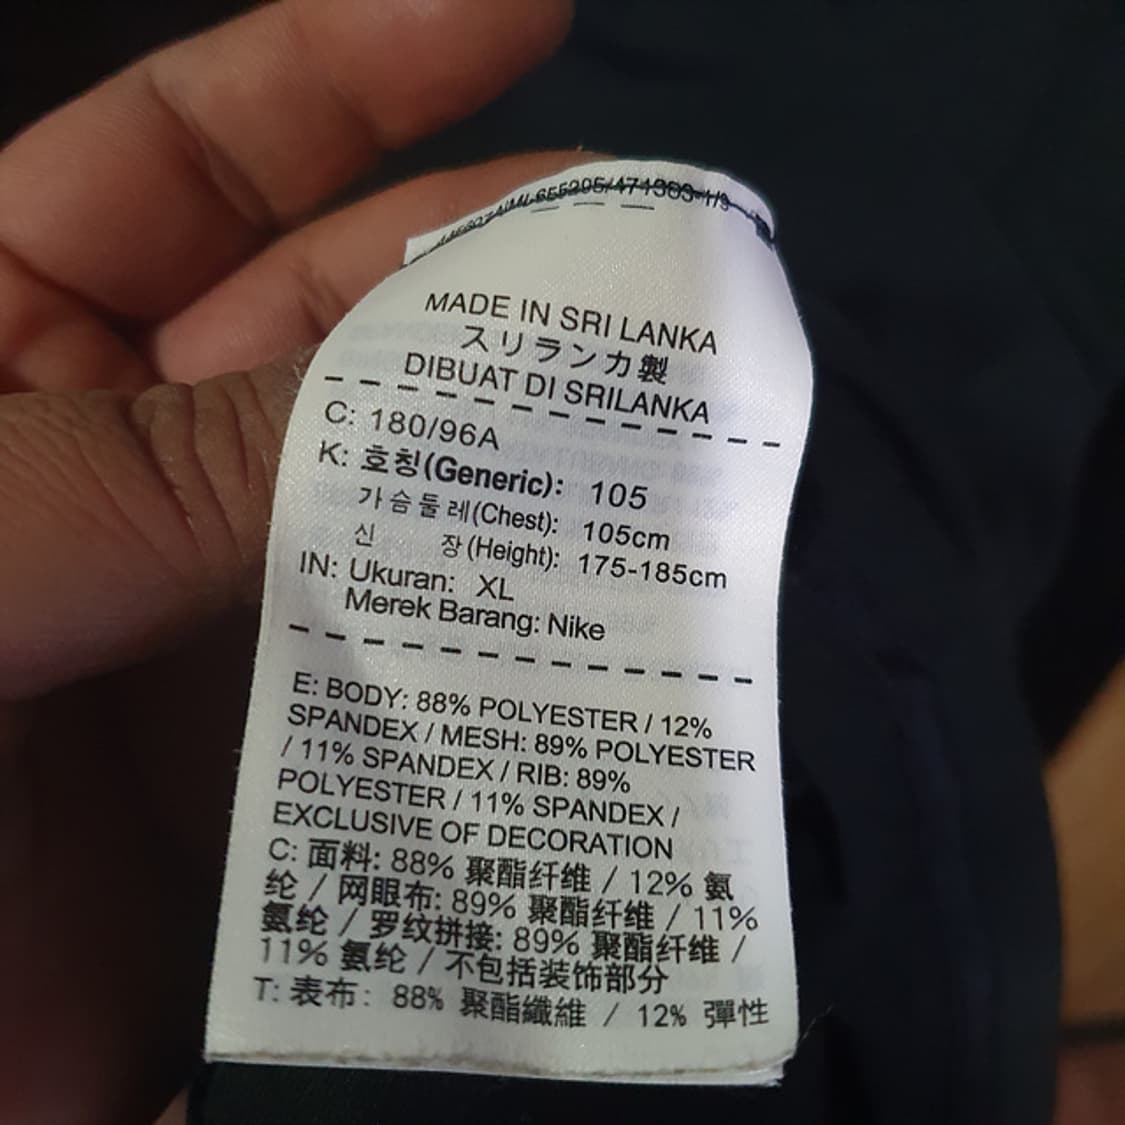 655205/471363-1/9
MADE IN SRI LANKA
スリランカ製
DIBUAT DI SRILANKA
C: 180/96A
K: 호칭(Generic): 105
가슴둘레(Chest): 105cm
신 장(Height): 175-185cm
IN: Ukuran: XL
Merek Barang: Nike
E: BODY: 88% POLYESTER / 12%
SPANDEX / MESH: 89% POLYESTER
/ 11% SPANDEX / RIB: 89%
POLYESTER / 11% SPANDEX /
EXCLUSIVE OF DECORATION
C: 面料: 88% 聚酯纤维 / 12% 氨
纶 / 网眼布: 89% 聚酯纤维 / 11%
氨纶 / 罗纹拼接: 89% 聚酯纤维 /
11% 氨纶 / 不包括装饰部分
T: 表布: 88% 聚酯纖維 / 12% 彈性